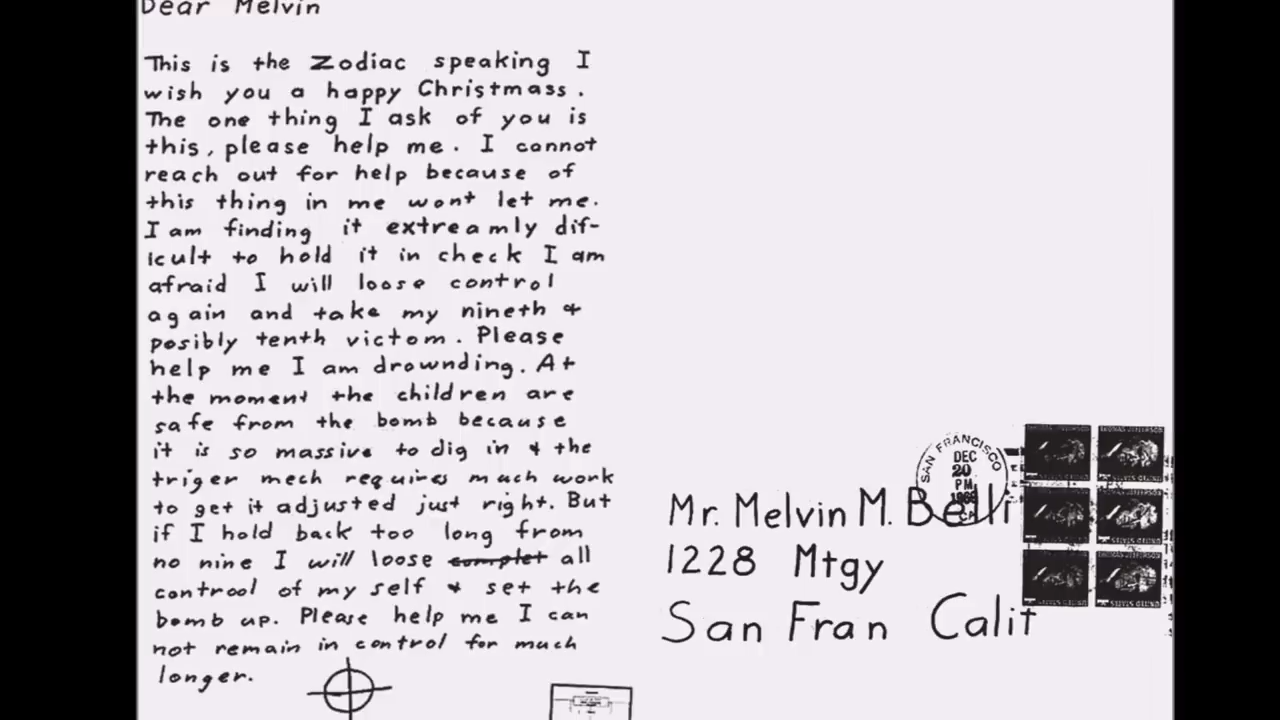 Dear Melvin
This is the Zodiac speaking I
wish you a happy Christmass.
The one thing I ask of you is
this, please help me. I cannot
reach out for help because of
this thing in me wont let me.
I am finding it extreamly dif-
icult to hold it in check I am
afraid I will loose control
again and take my nineth &
posibly tenth victom. Please
help me I am drownding. At
the moment the children are
safe from the bomb because
it is so massive to dig in & the
triger mech requires much work
to get it adjusted just right. But
if I hold back too long from
no nine I will loose complet all
controol of my self & set the
bomb up. Please help me I can
not remain in control for much
longer.
SAN FRANCISCO
DEC
20
PM
1969
CA
Mr. Melvin M. Belli
1228 Mtgy
San Fran Calif